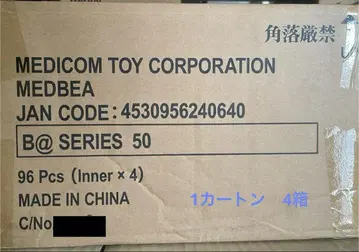 角落厳禁
MEDICOM TOY CORPORATION
MEDBEA
JAN CODE:4530956240640
B@ SERIES 50
96 Pcs (Inner × 4)
MADE IN CHINA
1カートン 4箱
C/No